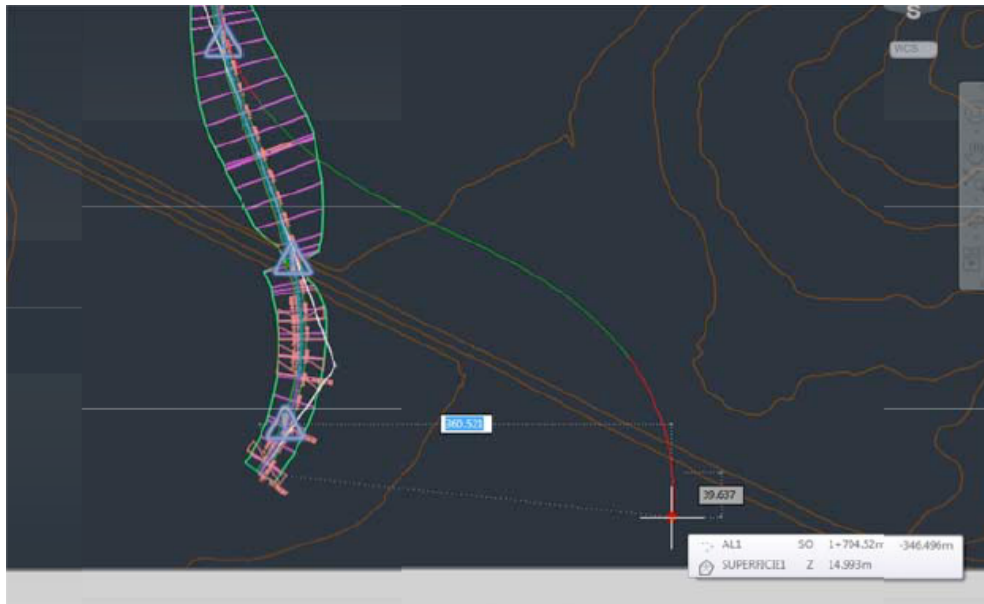 S
WCS
360.521
39.637
AL1 SO 1+704.52m -346.496m
SUPERFICIE1 Z 14.993m